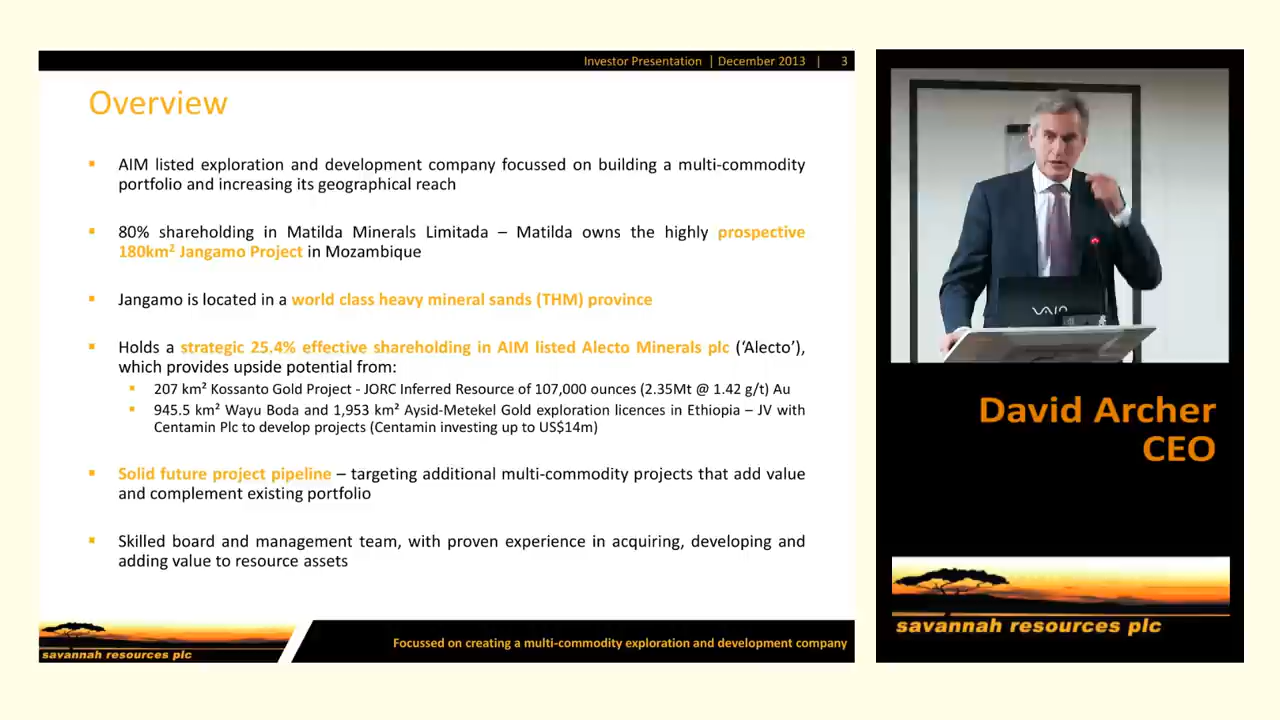 Investor Presentation | December 2013 | 3
Overview
▪ AIM listed exploration and development company focussed on building a multi-commodity
portfolio and increasing its geographical reach
▪ 80% shareholding in Matilda Minerals Limitada – Matilda owns the highly prospective
180km² Jangamo Project in Mozambique
▪ Jangamo is located in a world class heavy mineral sands (THM) province
▪ Holds a strategic 25.4% effective shareholding in AIM listed Alecto Minerals plc (‘Alecto’),
which provides upside potential from:
▪ 207 km² Kossanto Gold Project - JORC Inferred Resource of 107,000 ounces (2.35Mt @ 1.42 g/t) Au
▪ 945.5 km² Wayu Boda and 1,953 km² Aysid-Metekel Gold exploration licences in Ethiopia – JV with
Centamin Plc to develop projects (Centamin investing up to US$14m)
▪ Solid future project pipeline – targeting additional multi-commodity projects that add value
and complement existing portfolio
▪ Skilled board and management team, with proven experience in acquiring, developing and
adding value to resource assets
savannah resources plc
Focussed on creating a multi-commodity exploration and development company
VAIO
David Archer
CEO
savannah resources plc